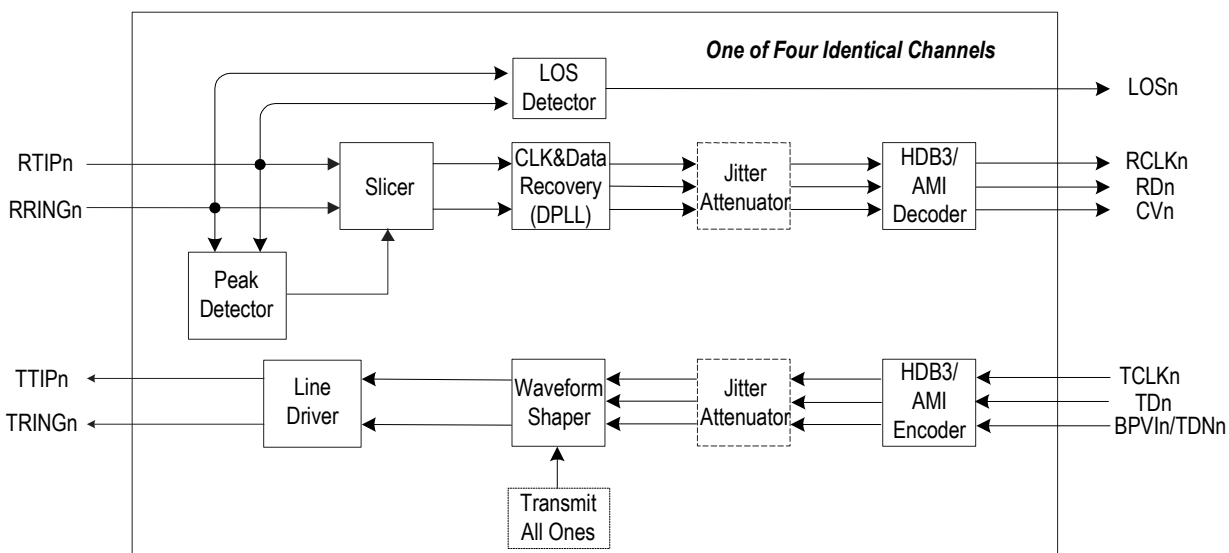 One of Four Identical Channels
LOS
Detector
LOSn
RTIPn
RRINGn
Slicer
CLK&Data
Recovery
(DPLL)
Jitter
Attenuator
HDB3/
AMI
Decoder
RCLKn
RDn
CVn
Peak
Detector
TTIPn
TRINGn
Line
Driver
Waveform
Shaper
Jitter
Attenuator
HDB3/
AMI
Encoder
TCLKn
TDn
BPVIn/TDNn
Transmit
All Ones